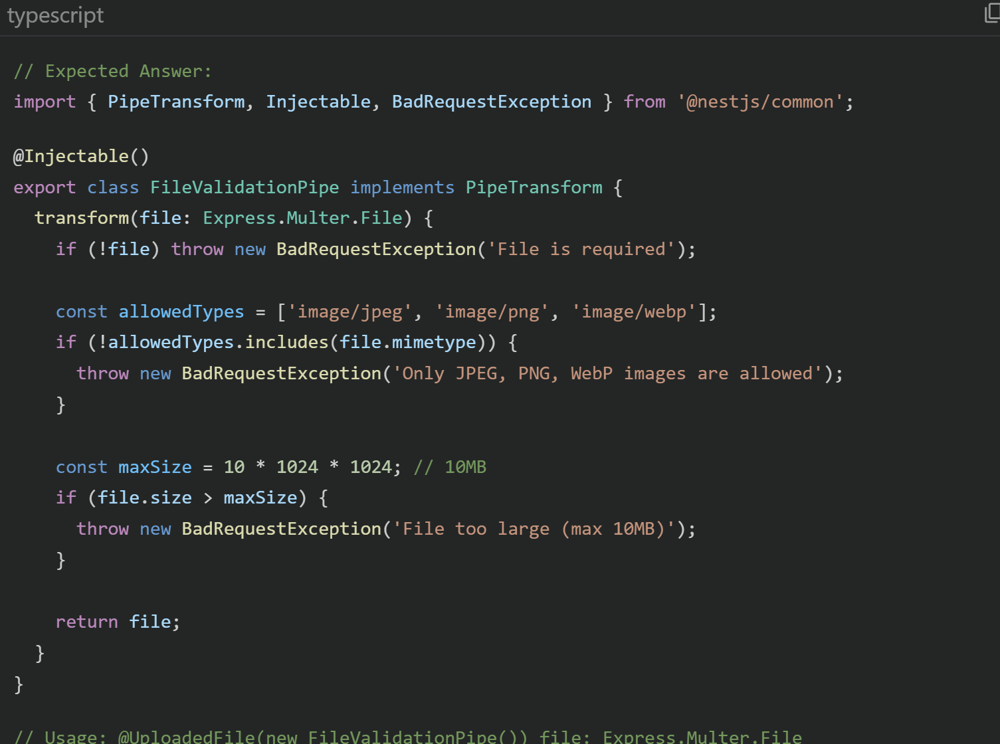 typescript
// Expected Answer:
import { PipeTransform, Injectable, BadRequestException } from '@nestjs/common';
@Injectable()
export class FileValidationPipe implements PipeTransform {
  transform(file: Express.Multer.File) {
    if (!file) throw new BadRequestException('File is required');
    const allowedTypes = ['image/jpeg', 'image/png', 'image/webp'];
    if (!allowedTypes.includes(file.mimetype)) {
      throw new BadRequestException('Only JPEG, PNG, WebP images are allowed');
    }
    const maxSize = 10 * 1024 * 1024; // 10MB
    if (file.size > maxSize) {
      throw new BadRequestException('File too large (max 10MB)');
    }
    return file;
  }
}
// Usage: @UploadedFile(new FileValidationPipe()) file: Express.Multer.File